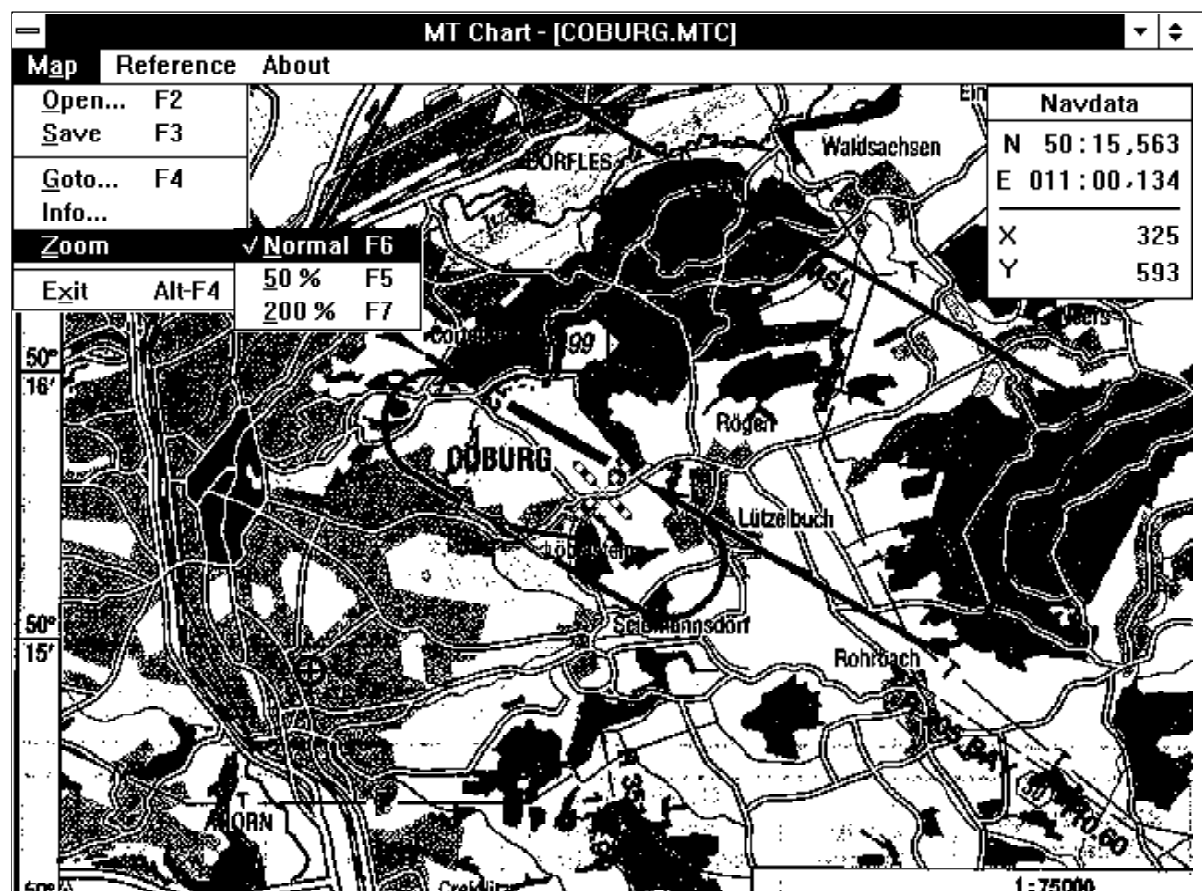 MT Chart - [COBURG.MTC]
Map Reference About
Open... F2
Save F3
Goto... F4
Info...
Zoom
Exit Alt-F4
√ Normal F6
50 % F5
200 % F7
Navdata
N 50:15,563
E 011:00,134
X 325
Y 593
DÖRFLES
Waldsachsen
99
50°
16'
Rögen
COBURG
Lützelbuch
50°
15'
Seidmannsdorf
Rohrbach
AHORN
1:75000